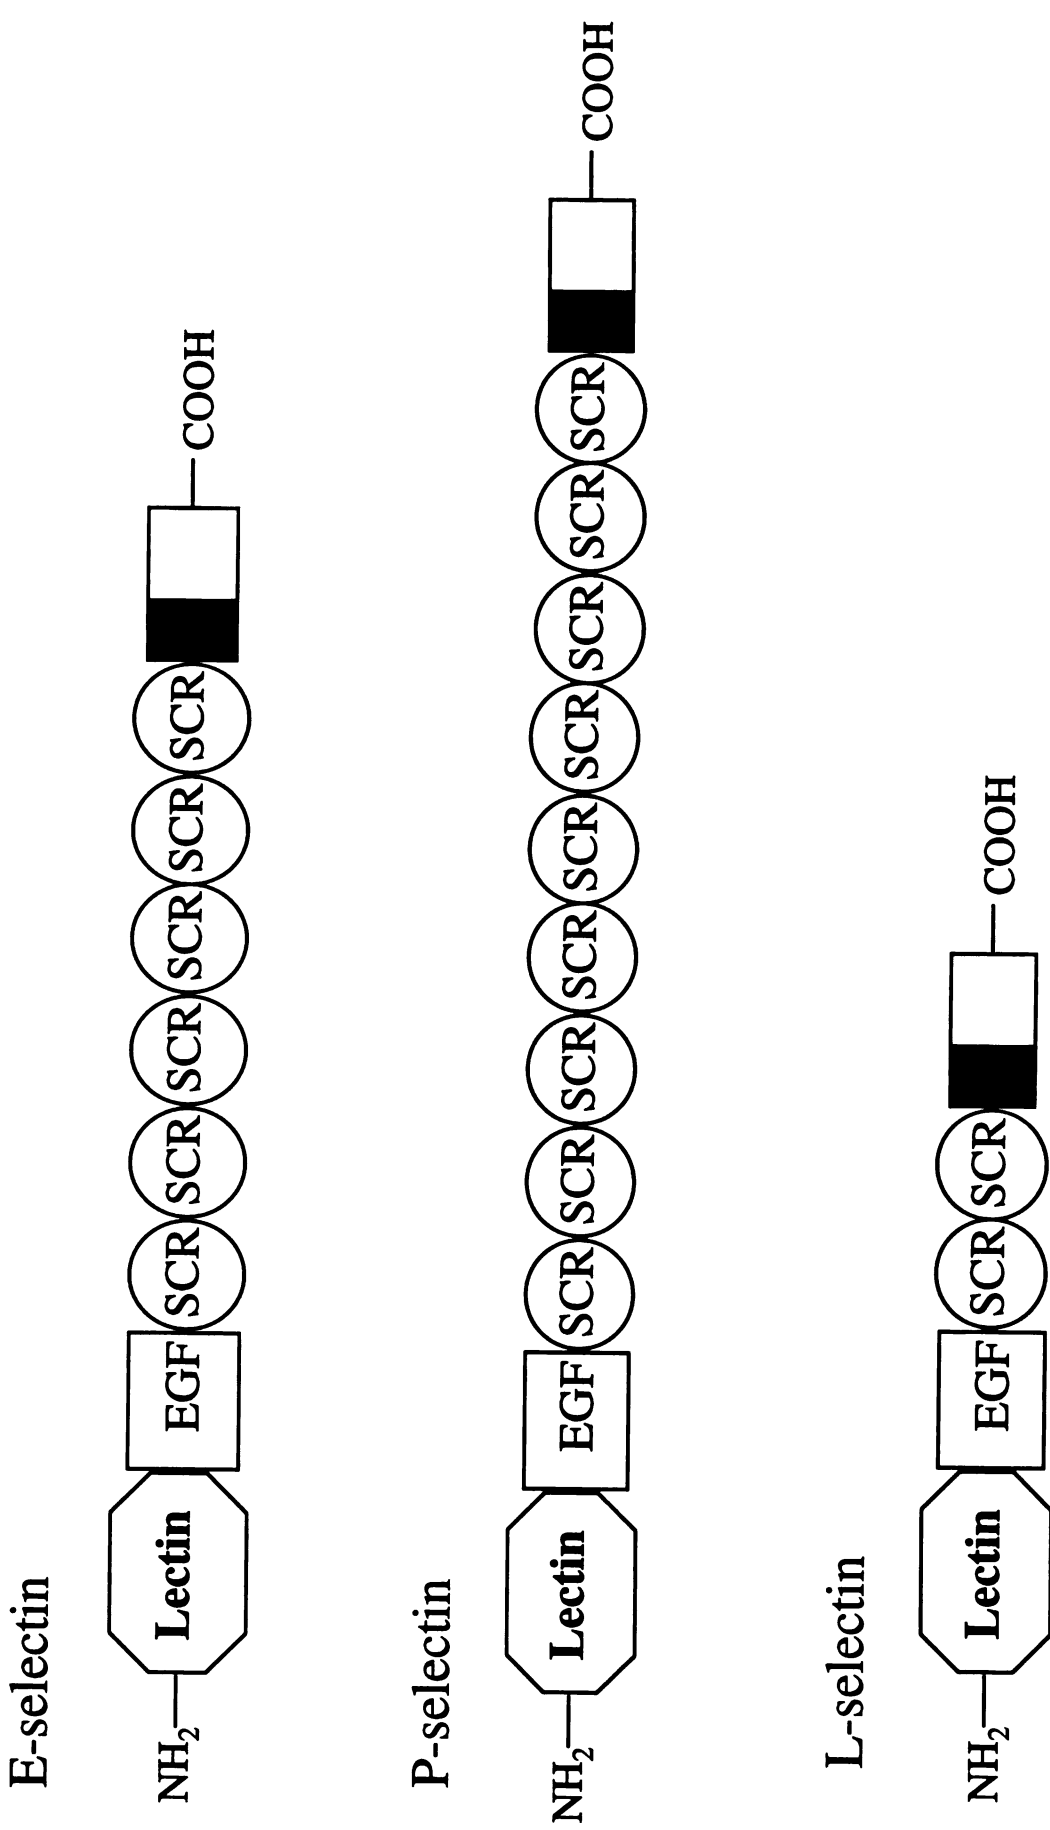 E-selectin
NH₂ Lectin EGF SCR SCR SCR SCR SCR SCR COOH
P-selectin
NH₂ Lectin EGF SCR SCR SCR SCR SCR SCR SCR SCR SCR COOH
L-selectin
NH₂ Lectin EGF SCR SCR COOH